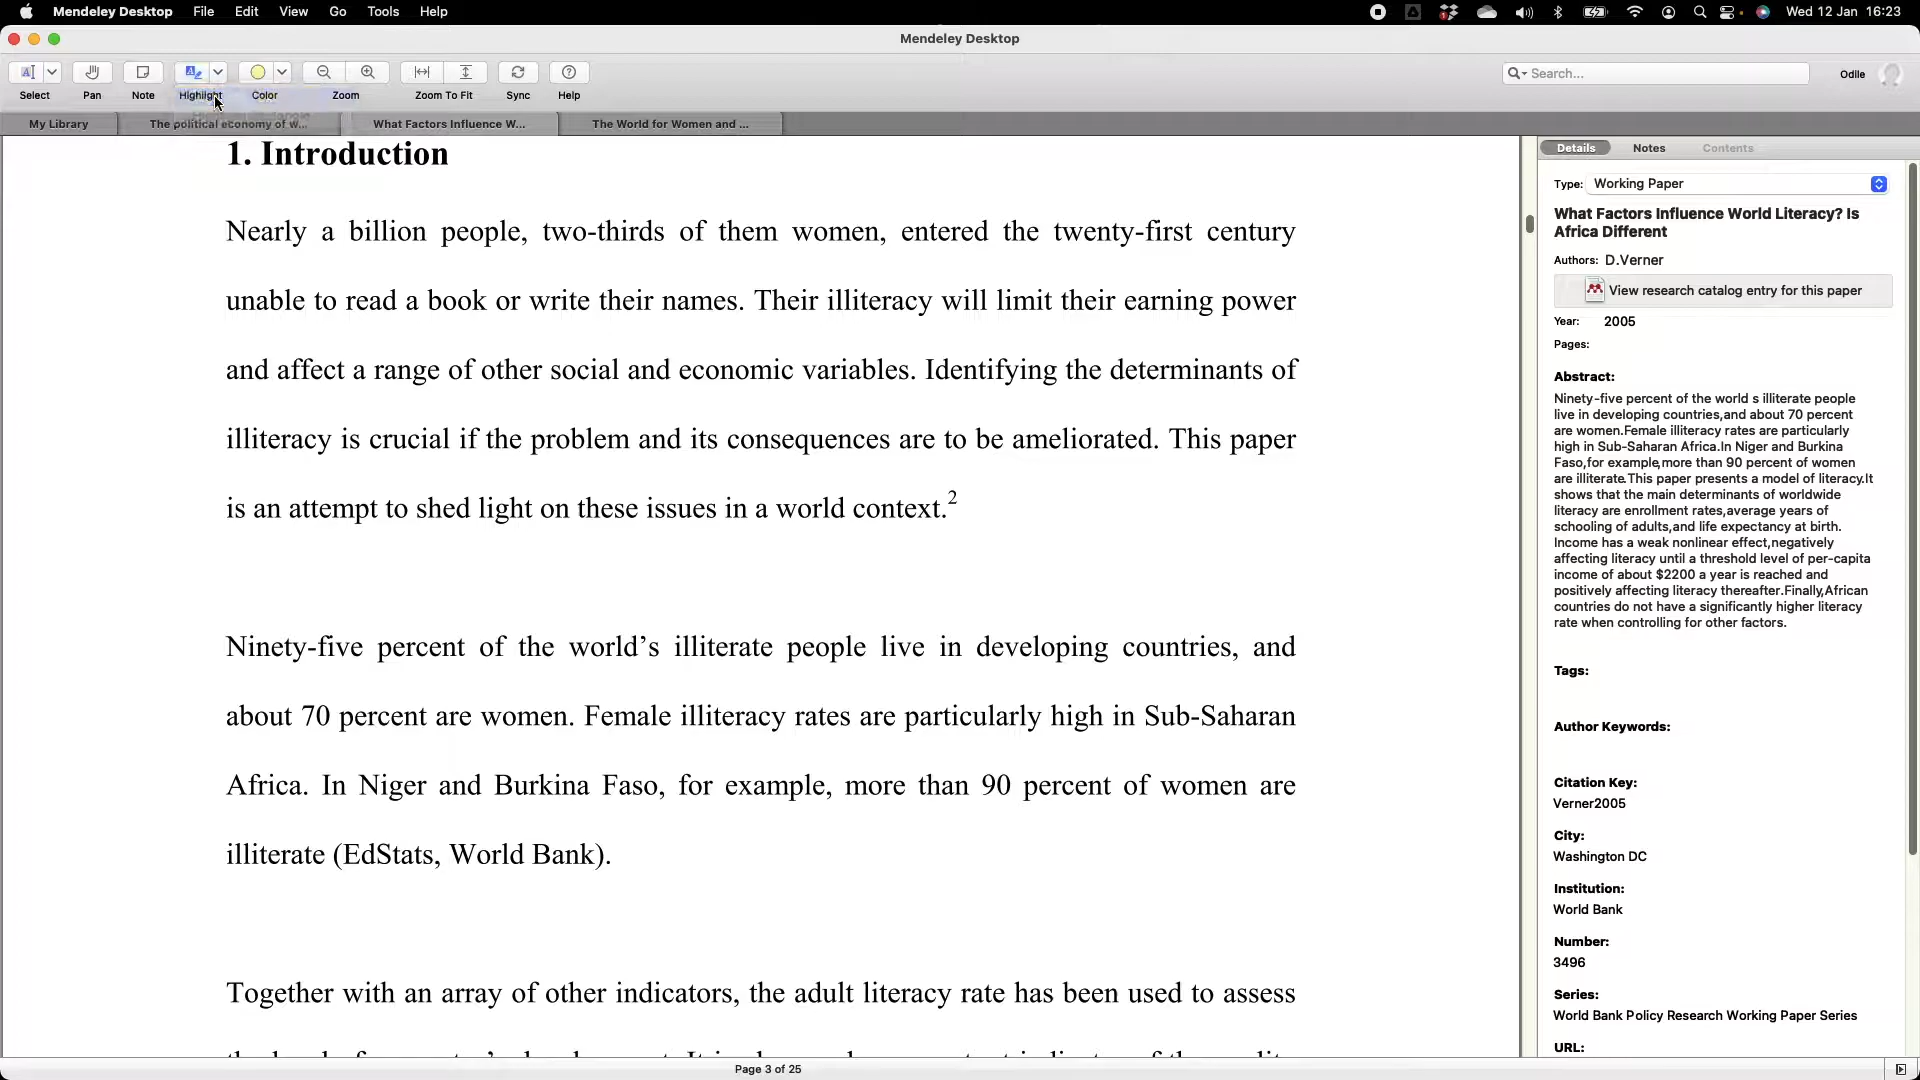 Mendeley Desktop File Edit View Go Tools Help Wed 12 Jan 16:23
Mendeley Desktop
Search... Odile
Select Pan Note Highlight Color Zoom Zoom To Fit Sync Help
My Library The political economy of w... What Factors Influence W... The World for Women and ...
1. Introduction
Nearly a billion people, two-thirds of them women, entered the twenty-first century
unable to read a book or write their names. Their illiteracy will limit their earning power
and affect a range of other social and economic variables. Identifying the determinants of
illiteracy is crucial if the problem and its consequences are to be ameliorated. This paper
is an attempt to shed light on these issues in a world context.2
Ninety-five percent of the world’s illiterate people live in developing countries, and
about 70 percent are women. Female illiteracy rates are particularly high in Sub-Saharan
Africa. In Niger and Burkina Faso, for example, more than 90 percent of women are
illiterate (EdStats, World Bank).
Together with an array of other indicators, the adult literacy rate has been used to assess
Details Notes Contents
Type: Working Paper
What Factors Influence World Literacy? Is
Africa Different
Authors: D.Verner
View research catalog entry for this paper
Year: 2005
Pages:
Abstract:
Ninety-five percent of the world s illiterate people
live in developing countries,and about 70 percent
are women.Female illiteracy rates are particularly
high in Sub-Saharan Africa.In Niger and Burkina
Faso,for example,more than 90 percent of women
are illiterate.This paper presents a model of literacy.It
shows that the main determinants of worldwide
literacy are enrollment rates,average years of
schooling of adults,and life expectancy at birth.
Income has a weak nonlinear effect,negatively
affecting literacy until a threshold level of per-capita
income of about $2200 a year is reached and
positively affecting literacy thereafter.Finally,African
countries do not have a significantly higher literacy
rate when controlling for other factors.
Tags:
Author Keywords:
Citation Key:
Verner2005
City:
Washington DC
Institution:
World Bank
Number:
3496
Series:
World Bank Policy Research Working Paper Series
URL:
Page 3 of 25